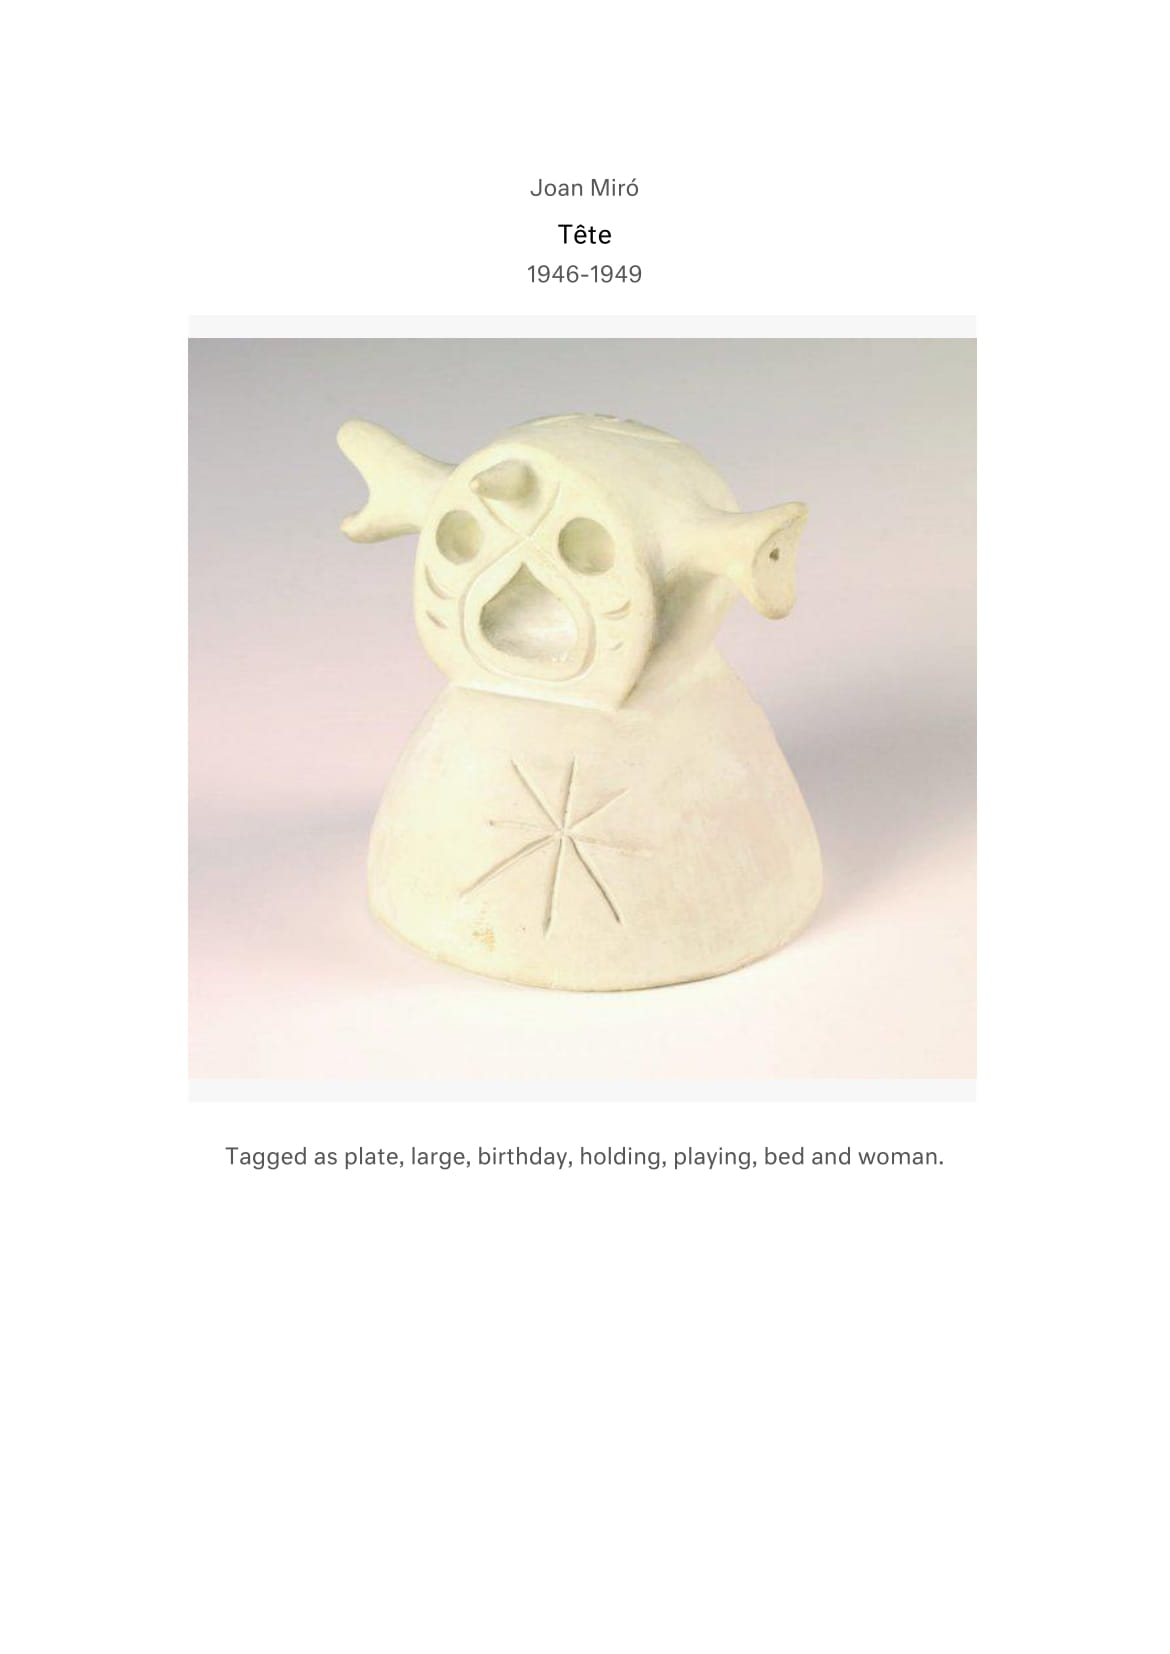 Joan Miró
Tête
1946-1949
Tagged as plate, large, birthday, holding, playing, bed and woman.